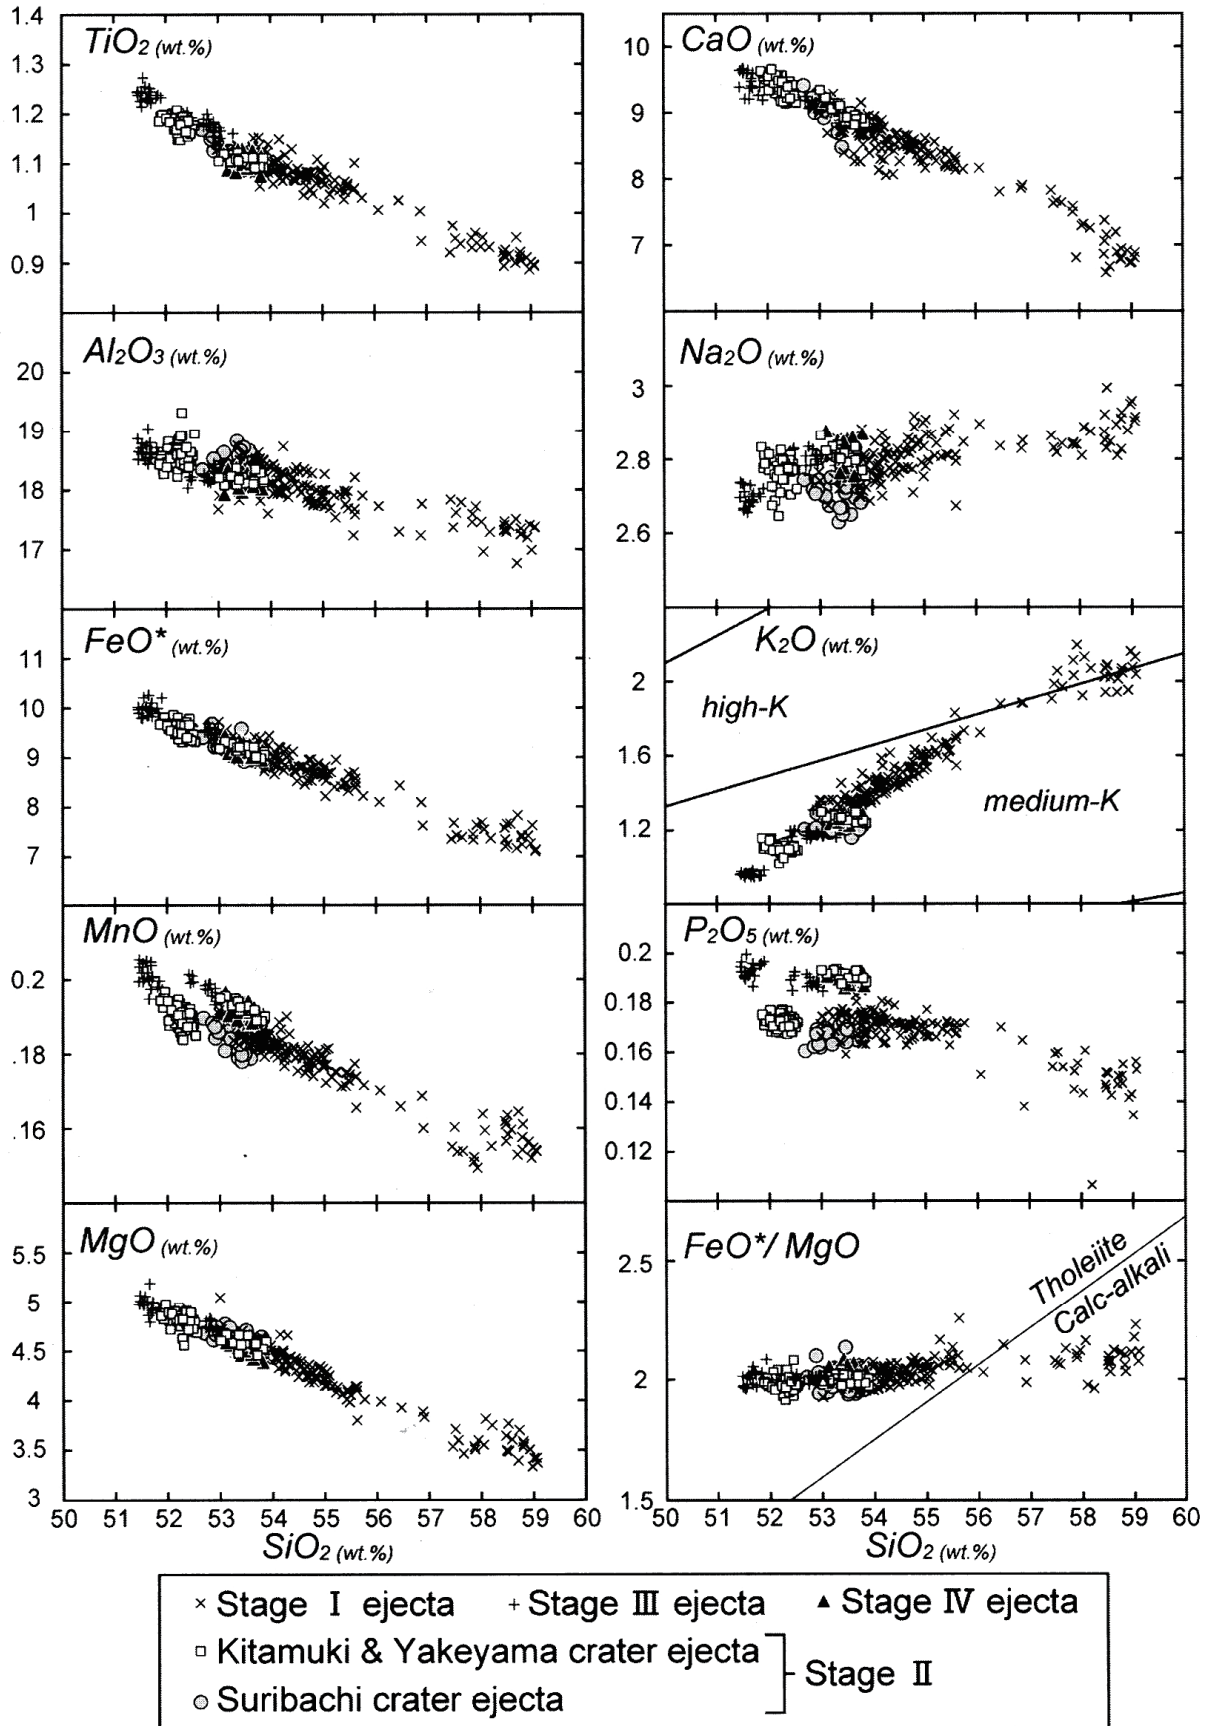 TiO2 (wt.%)
1.4
1.3
1.2
1.1
1
0.9
CaO (wt.%)
10
9
8
7
Al2O3 (wt.%)
20
19
18
17
Na2O (wt.%)
3
2.8
2.6
FeO* (wt.%)
11
10
9
8
7
K2O (wt.%)
high-K
medium-K
2
1.6
1.2
MnO (wt.%)
0.2
.18
.16
P2O5 (wt.%)
0.2
0.18
0.16
0.14
0.12
MgO (wt.%)
5.5
5
4.5
4
3.5
3
50 51 52 53 54 55 56 57 58 59 60
SiO2 (wt.%)
FeO*/ MgO
Tholeiite
Calc-alkali
2.5
2
1.5
50 51 52 53 54 55 56 57 58 59 60
SiO2 (wt.%)
× Stage Ⅰ ejecta + Stage Ⅲ ejecta ▲ Stage Ⅳ ejecta
Kitamuki & Yakeyama crater ejecta
Stage Ⅱ
Suribachi crater ejecta